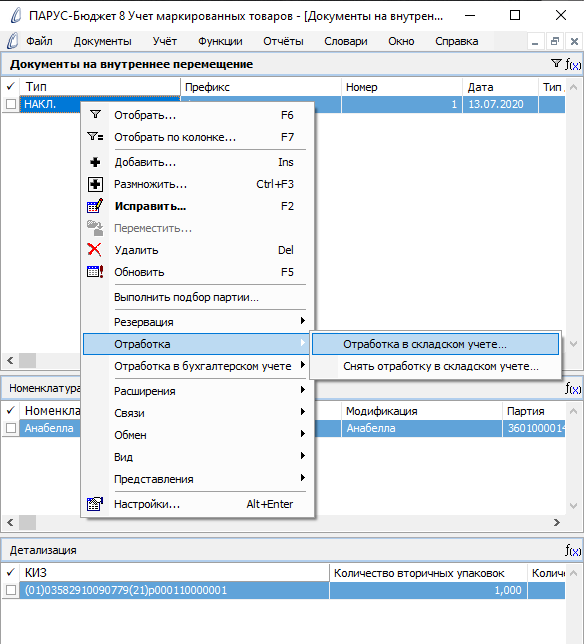 ПАРУС-Бюджет 8 Учет маркированных товаров - [Документы на внутрен...
Файл Документы Учёт Функции Отчёты Словари Окно Справка
Документы на внутреннее перемещение f(x)
Тип Префикс Номер Дата Тип
НАКЛ. 1 13.07.2020
Отобрать... F6
Отобрать по колонке... F7
Добавить... Ins
Размножить... Ctrl+F3
Исправить... F2
Переместить...
Удалить Del
Обновить F5
Выполнить подбор партии...
Резервация
Отработка
Отработка в складском учете...
Отработка в бухгалтерском учете
Снять отработку в складском учете...
Расширения
Связи
Обмен
Вид
Представления
Настройки... Alt+Enter
Номенклатура f(x)
Номенкла Модификация Партия
Анабелла Анабелла 3601000014
Детализация f(x)
КИЗ Количество вторичных упаковок Количе
(01)03582910090779(21)p000110000001 1,000